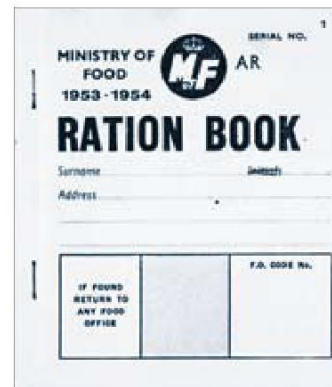 1
SERIAL NO.
MINISTRY OF
FOOD
1953-1954
MF
AR
RATION BOOK
Surname Initials
Address
IF FOUND
RETURN TO
ANY FOOD
OFFICE
F.O. CODE No.